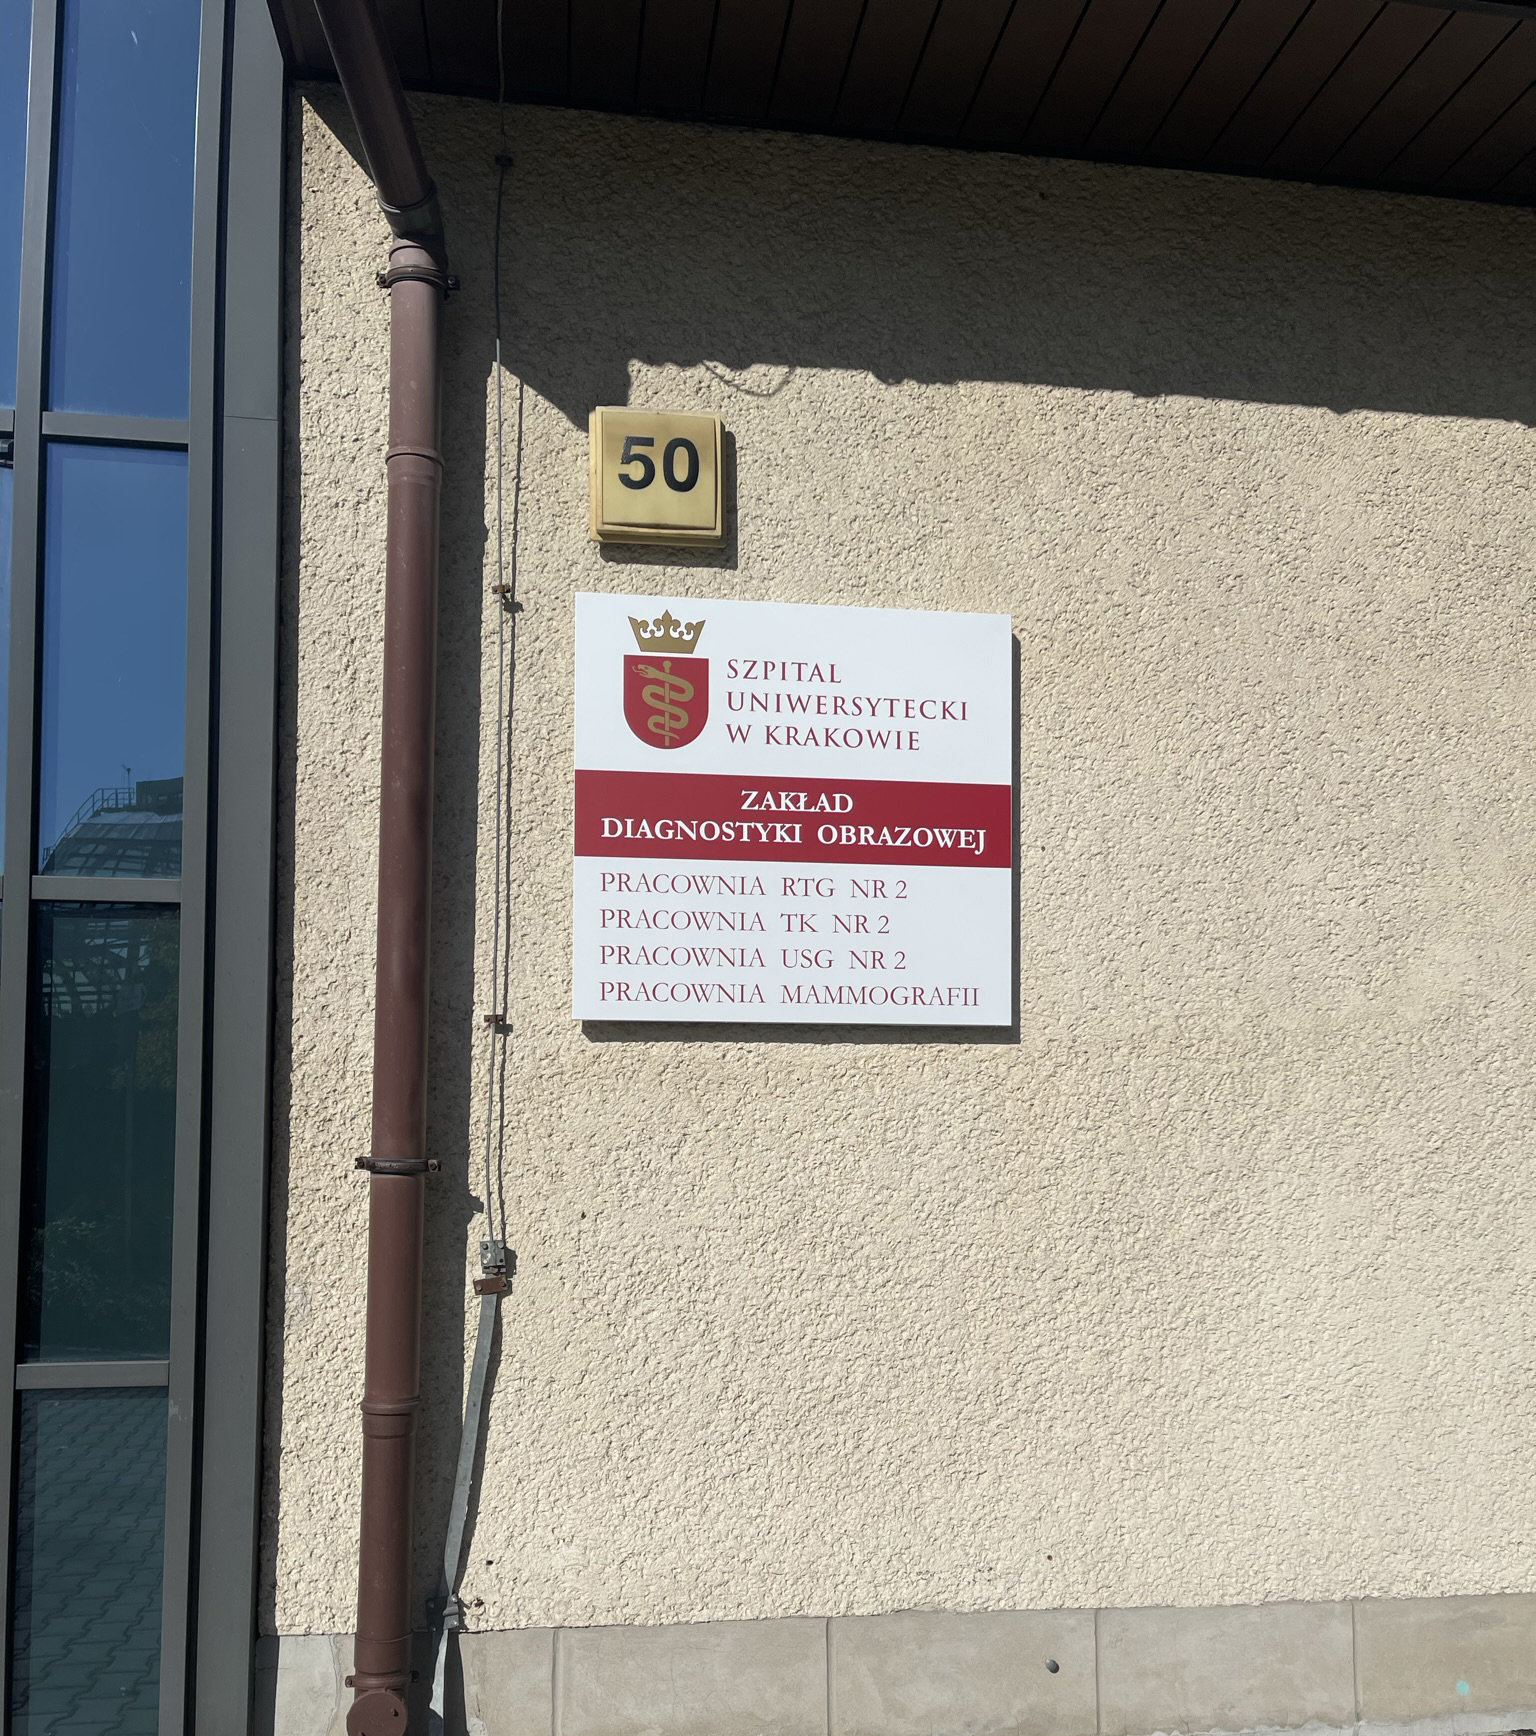 50
SZPITAL
UNIWERSYTECKI
W KRAKOWIE
ZAKŁAD
DIAGNOSTYKI OBRAZOWEJ
PRACOWNIA RTG NR 2
PRACOWNIA TK NR 2
PRACOWNIA USG NR 2
PRACOWNIA MAMMOGRAFII